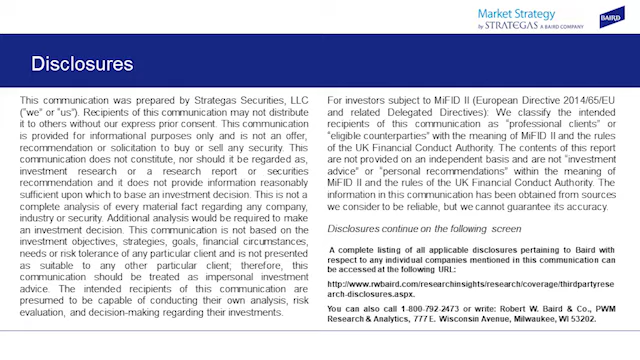 Market Strategy
by STRATEGAS A BAIRD COMPANY
BAIRD
Disclosures
This communication was prepared by Strategas Securities, LLC
("we" or "us"). Recipients of this communication may not distribute
it to others without our express prior consent. This communication
is provided for informational purposes only and is not an offer,
recommendation or solicitation to buy or sell any security. This
communication does not constitute, nor should it be regarded as,
investment research or a research report or securities
recommendation and it does not provide information reasonably
sufficient upon which to base an investment decision. This is not a
complete analysis of every material fact regarding any company,
industry or security. Additional analysis would be required to make
an investment decision. This communication is not based on the
investment objectives, strategies, goals, financial circumstances,
needs or risk tolerance of any particular client and is not presented
as suitable to any other particular client; therefore, this
communication should be treated as impersonal investment
advice. The intended recipients of this communication are
presumed to be capable of conducting their own analysis, risk
evaluation, and decision-making regarding their investments.
For investors subject to MiFID II (European Directive 2014/65/EU
and related Delegated Directives): We classify the intended
recipients of this communication as "professional clients" or
"eligible counterparties" with the meaning of MiFID II and the rules
of the UK Financial Conduct Authority. The contents of this report
are not provided on an independent basis and are not "investment
advice" or "personal recommendations" within the meaning of
MiFID II and the rules of the UK Financial Conduct Authority. The
information in this communication has been obtained from sources
we consider to be reliable, but we cannot guarantee its accuracy.
Disclosures continue on the following screen
A complete listing of all applicable disclosures pertaining to Baird with
respect to any individual companies mentioned in this communication can
be accessed at the following URL:
http://www.rwbaird.com/researchinsights/research/coverage/thirdpartyrese
arch-disclosures.aspx.
You can also call 1-800-792-2473 or write: Robert W. Baird & Co., PWM
Research & Analytics, 777 E. Wisconsin Avenue, Milwaukee, WI 53202.